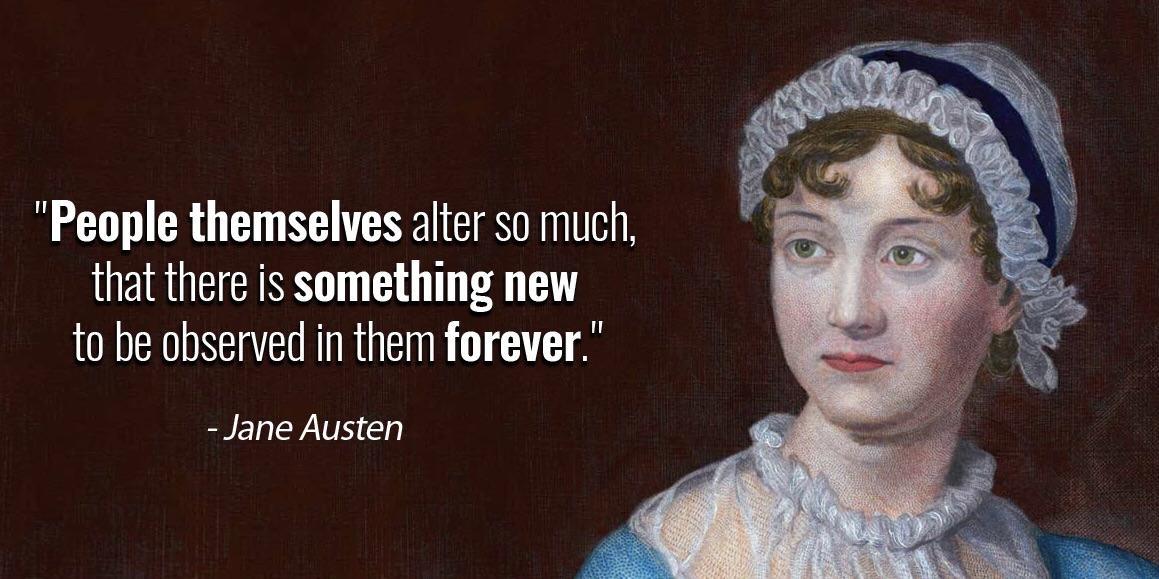 "People themselves alter so much,
that there is something new
to be observed in them forever."
- Jane Austen